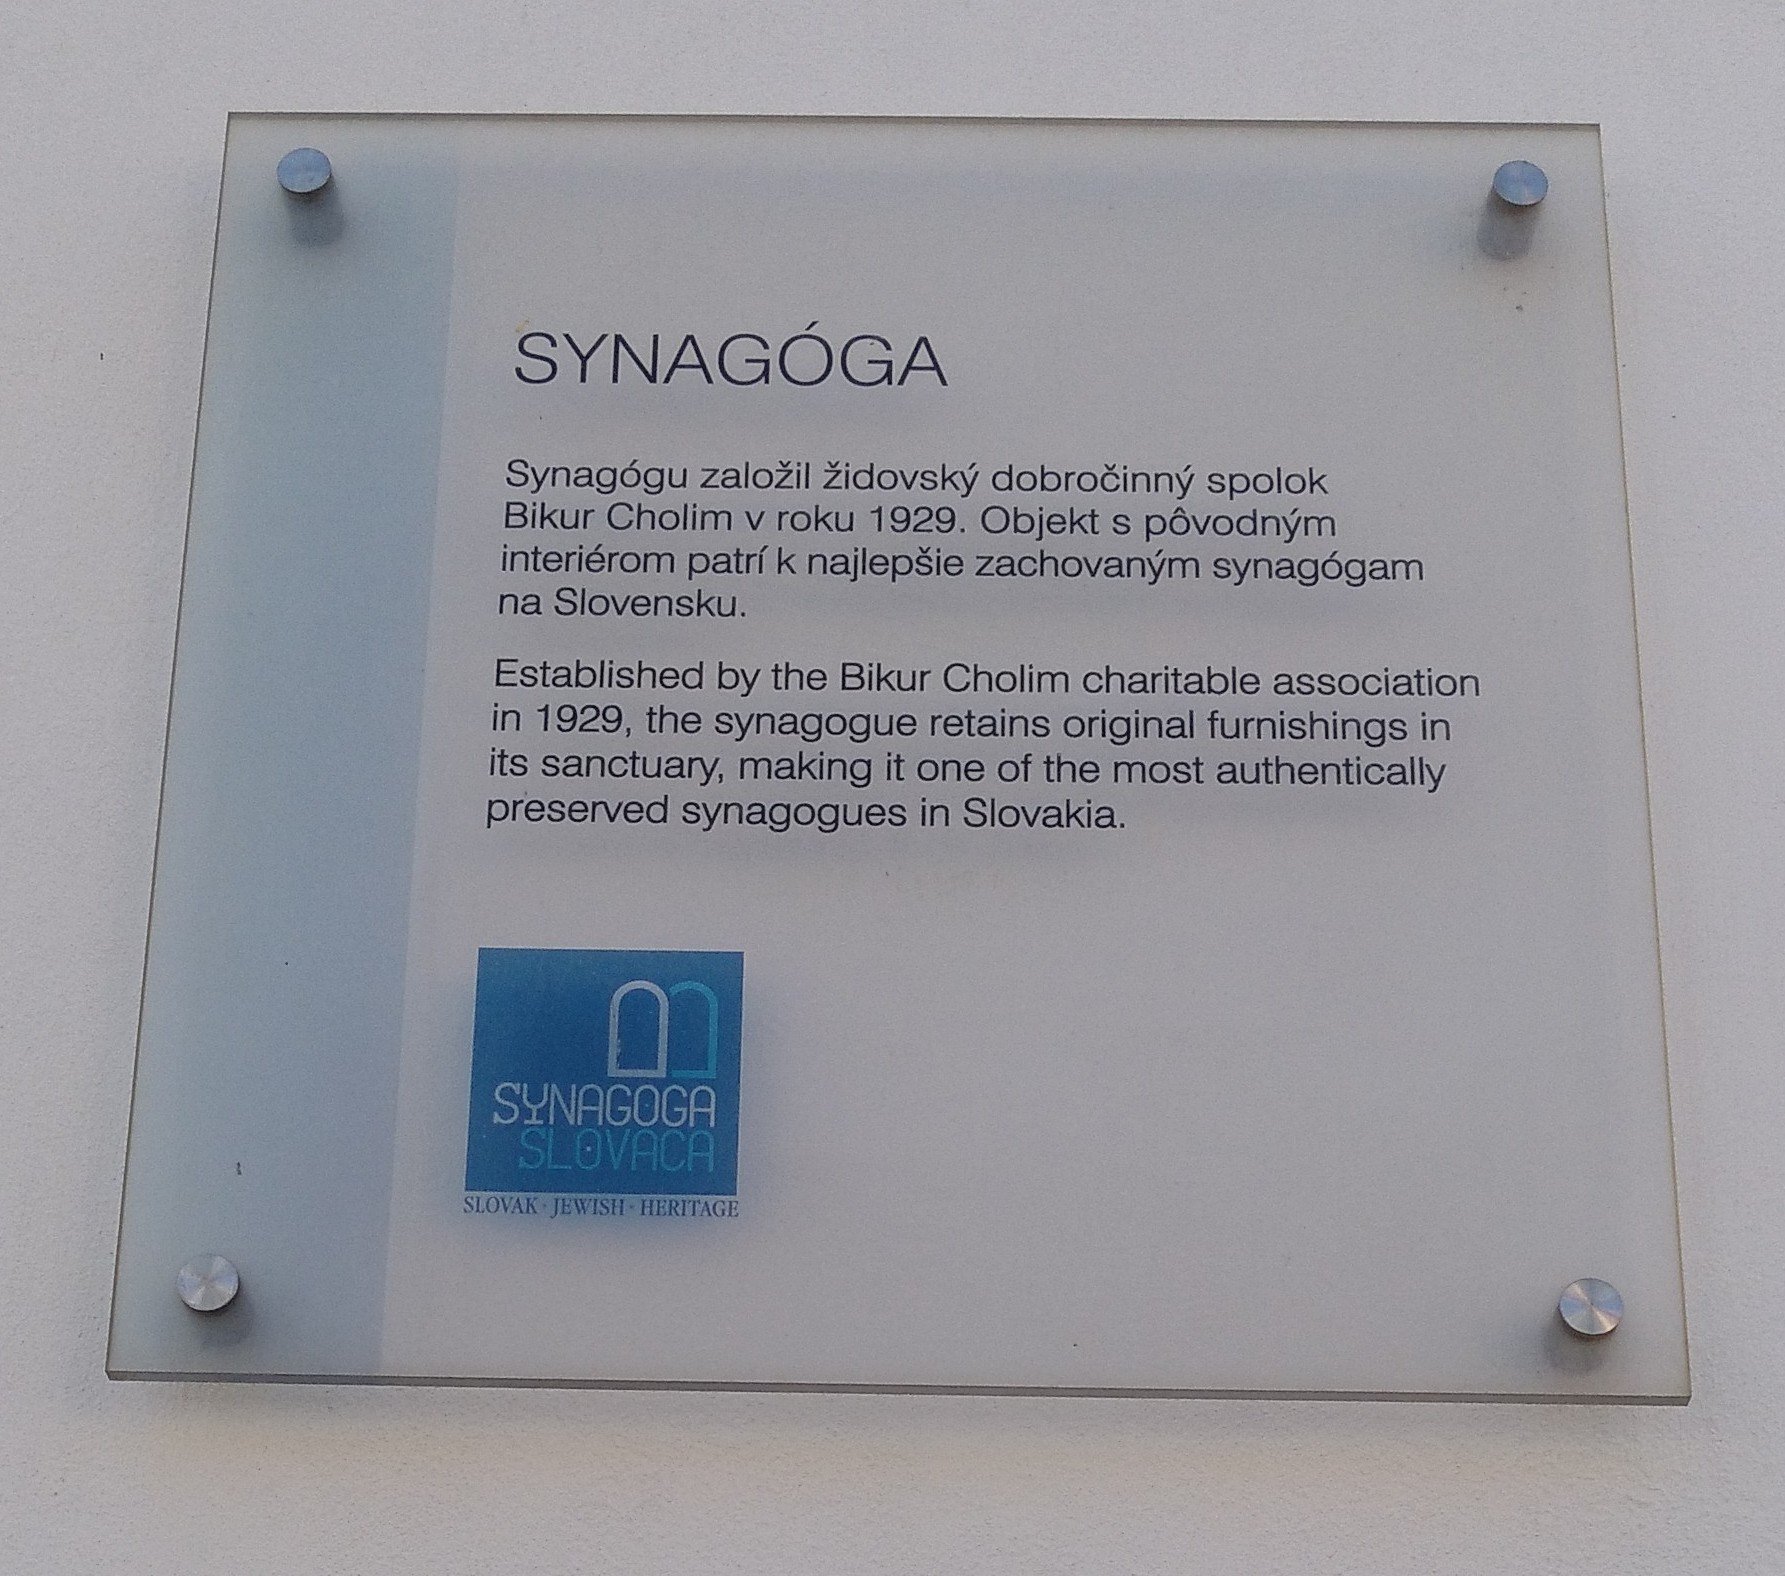 SYNAGÓGA
Synagógu založil židovský dobročinný spolok
Bikur Cholim v roku 1929. Objekt s pôvodným
interiérom patrí k najlepšie zachovaným synagógam
na Slovensku.
Established by the Bikur Cholim charitable association
in 1929, the synagogue retains original furnishings in
its sanctuary, making it one of the most authentically
preserved synagogues in Slovakia.
SYNAGOGA
SLOVACA
SLOVAK · JEWISH · HERITAGE